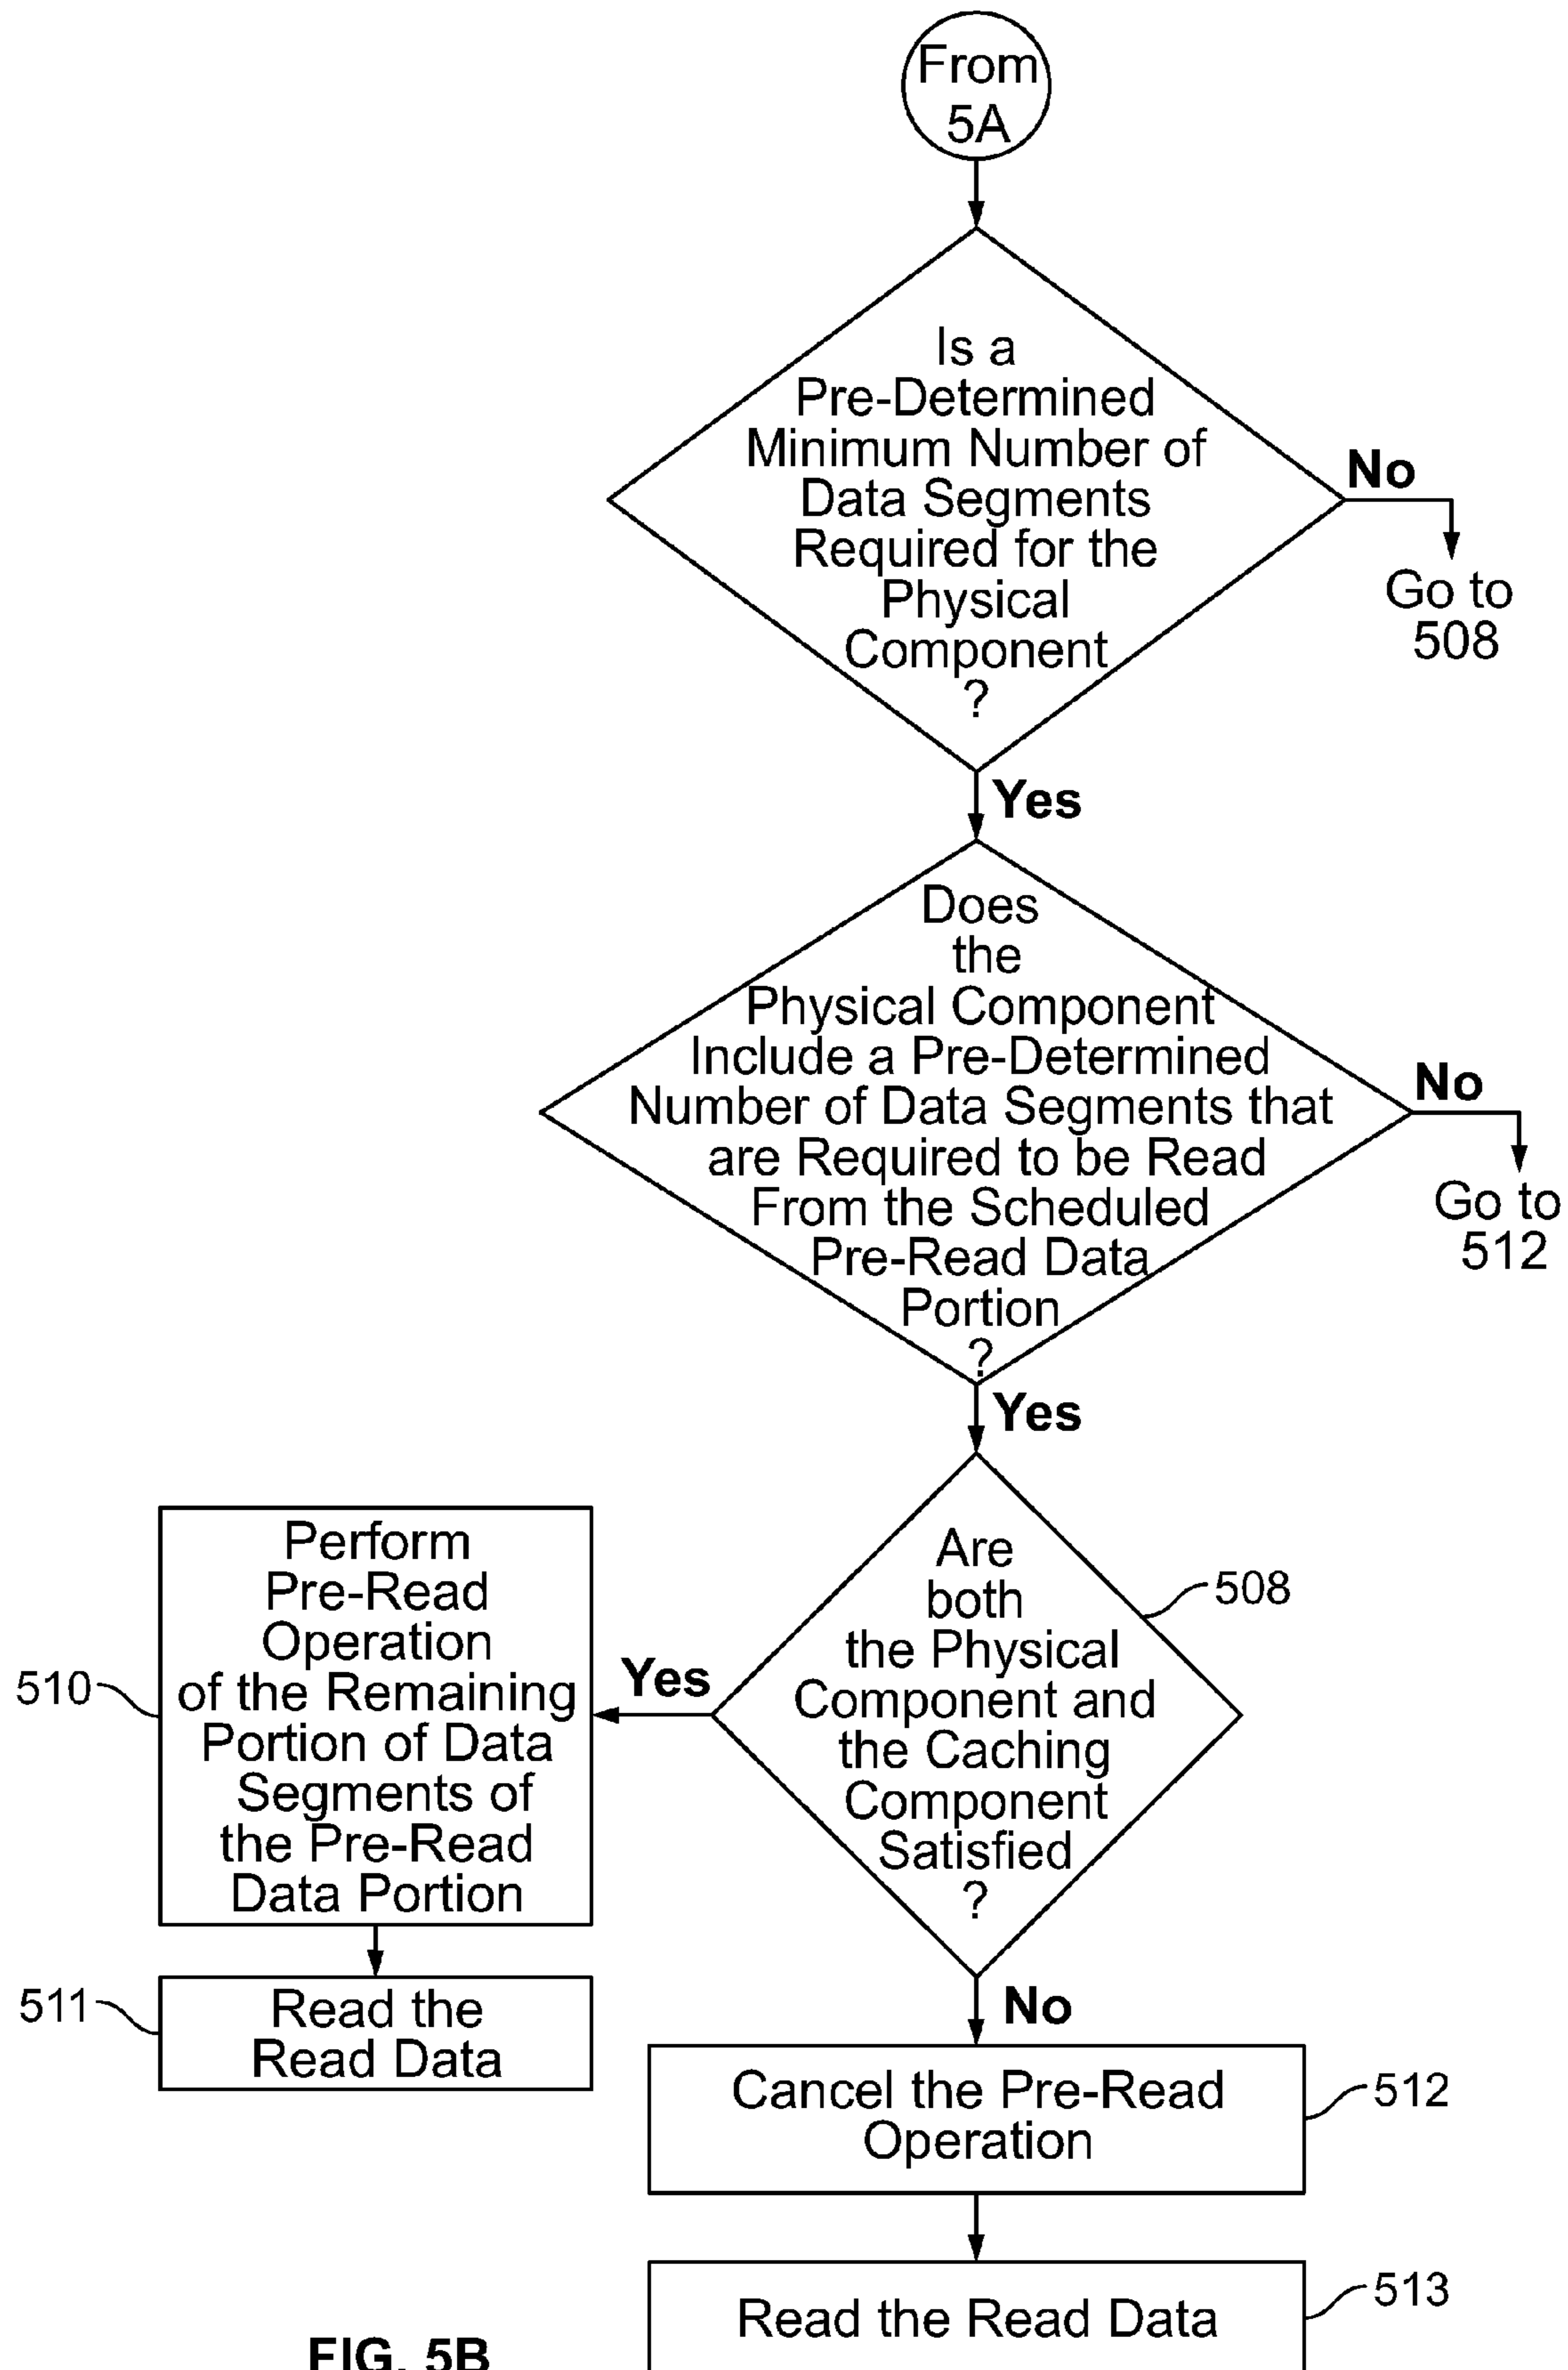 From
5A
Is a
Pre-Determined
Minimum Number of
Data Segments
Required for the
Physical
Component
?
No
Go to
508
Yes
Does
the
Physical Component
Include a Pre-Determined
Number of Data Segments that
are Required to be Read
From the Scheduled
Pre-Read Data
Portion
?
No
Go to
512
Yes
Are
both
the Physical
Component and
the Caching
Component
Satisfied
?
508
Yes
Perform
Pre-Read
Operation
of the Remaining
Portion of Data
Segments of
the Pre-Read
Data Portion
510
Read the
Read Data
511
No
Cancel the Pre-Read
Operation
512
Read the Read Data
513
FIG. 5B